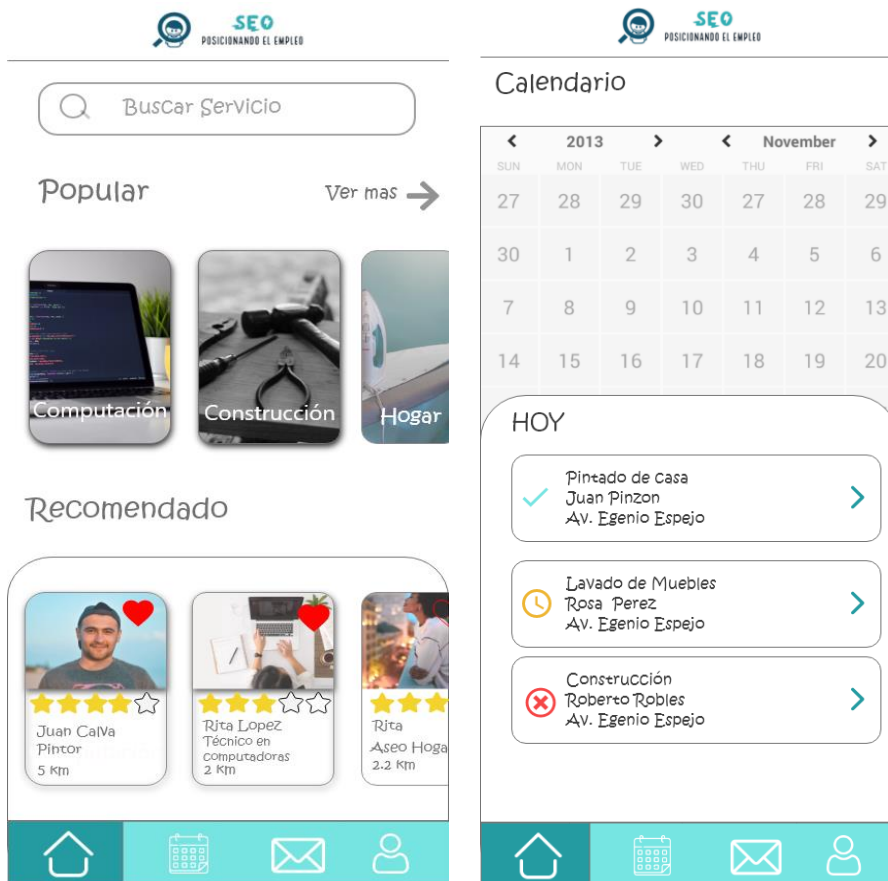 SEO
POSICIONANDO EL EMPLEO
Buscar Servicio
Popular
Ver mas
Computación
Construcción
Hogar
Recomendado
Juan Calva
Pintor
5 Km
Rita Lopez
Técnico en
computadoras
2 Km
Rita
Aseo Hoga
2.2 Km
SEO
POSICIONANDO EL EMPLEO
Calendario
2013 November
SUN MON TUE WED THU FRI SAT
27 28 29 30 27 28 29
30 1 2 3 4 5 6
7 8 9 10 11 12 13
14 15 16 17 18 19 20
HOY
Pintado de casa
Juan Pinzon
Av. Egenio Espejo
Lavado de Muebles
Rosa Perez
Av. Egenio Espejo
Construcción
Roberto Robles
Av. Egenio Espejo